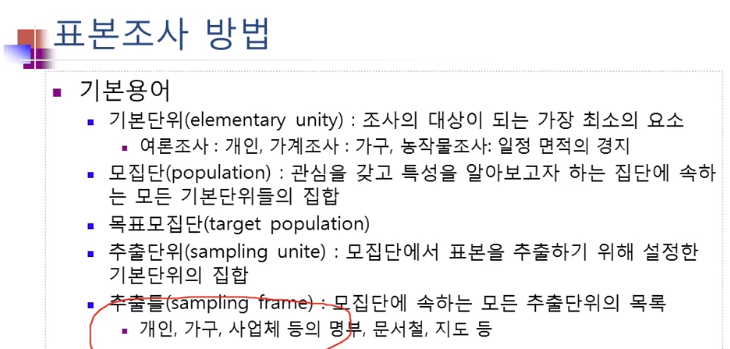 표본조사 방법
기본용어
기본단위(elementary unity) : 조사의 대상이 되는 가장 최소의 요소
여론조사 : 개인, 가계조사 : 가구, 농작물조사: 일정 면적의 경지
모집단(population) : 관심을 갖고 특성을 알아보고자 하는 집단에 속하
는 모든 기본단위들의 집합
목표모집단(target population)
추출단위(sampling unite) : 모집단에서 표본을 추출하기 위해 설정한
기본단위의 집합
추출틀(sampling frame) : 모집단에 속하는 모든 추출단위의 목록
개인, 가구, 사업체 등의 명부, 문서철, 지도 등